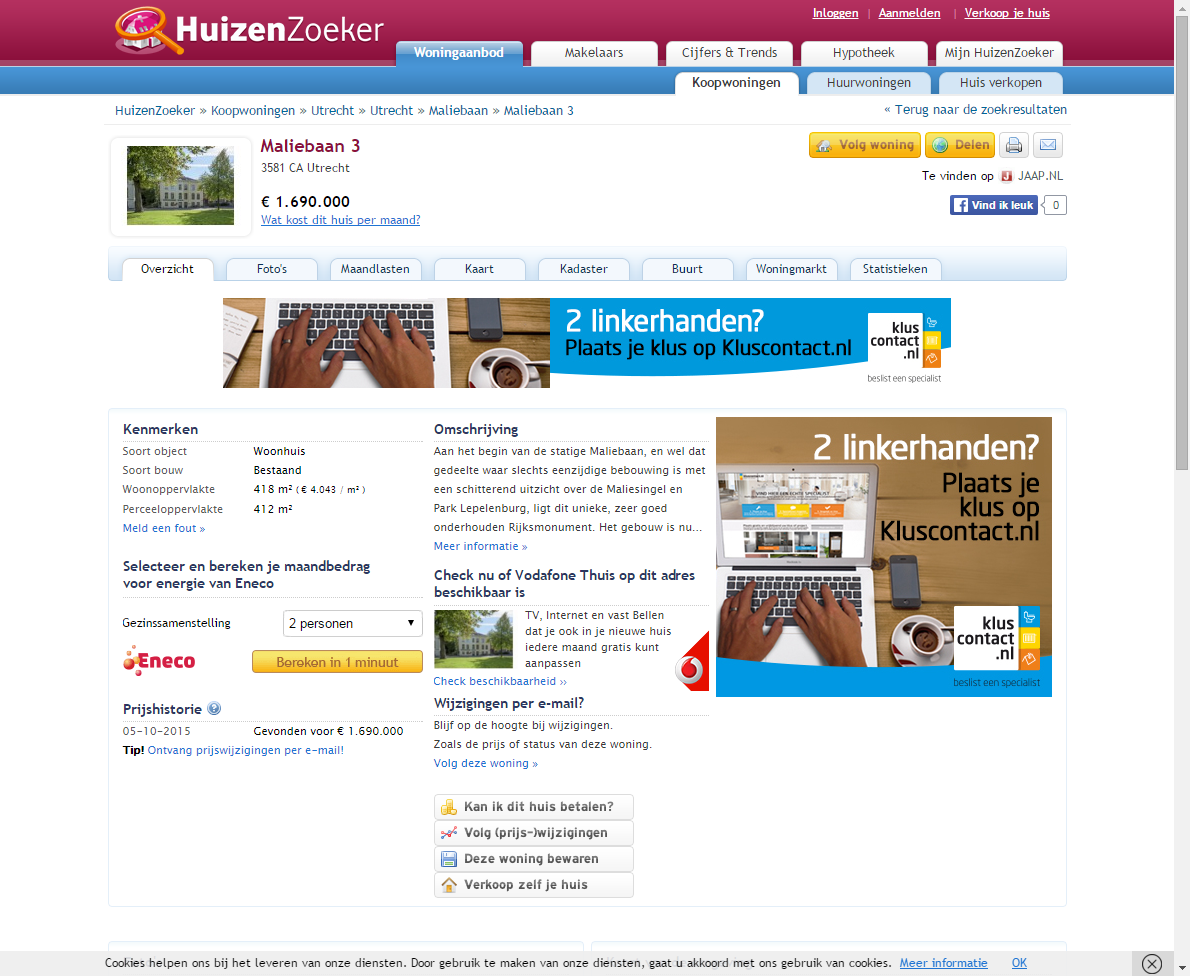 HuizenZoeker
Inloggen | Aanmelden | Verkoop je huis
Woningaanbod Makelaars Cijfers & Trends Hypotheek Mijn HuizenZoeker
Koopwoningen Huurwoningen Huis verkopen
HuizenZoeker » Koopwoningen » Utrecht » Utrecht » Maliebaan » Maliebaan 3
« Terug naar de zoekresultaten
Maliebaan 3
3581 CA Utrecht
€ 1.690.000
Wat kost dit huis per maand?
Volg woning Delen
Te vinden op JAAP.NL
Vind ik leuk 0
Overzicht Foto's Maandlasten Kaart Kadaster Buurt Woningmarkt Statistieken
2 linkerhanden?
Plaats je klus op Kluscontact.nl
klus
contact
.nl
beslist een specialist
Kenmerken
Soort object Woonhuis
Soort bouw Bestaand
Woonoppervlakte 418 m² ( € 4.043 / m² )
Perceeloppervlakte 412 m²
Meld een fout »
Selecteer en bereken je maandbedrag
voor energie van Eneco
Gezinssamenstelling 2 personen
Eneco Bereken in 1 minuut
Prijshistorie ?
05-10-2015 Gevonden voor € 1.690.000
Tip! Ontvang prijswijzigingen per e-mail!
Omschrijving
Aan het begin van de statige Maliebaan, en wel dat
gedeelte waar slechts eenzijdige bebouwing is met
een schitterend uitzicht over de Maliesingel en
Park Lepelenburg, ligt dit unieke, zeer goed
onderhouden Rijksmonument. Het gebouw is nu...
Meer informatie »
Check nu of Vodafone Thuis op dit adres
beschikbaar is
TV, Internet en vast Bellen
dat je ook in je nieuwe huis
iedere maand gratis kunt
aanpassen
Check beschikbaarheid ››
Wijzigingen per e-mail?
Blijf op de hoogte bij wijzigingen.
Zoals de prijs of status van deze woning.
Volg deze woning »
Kan ik dit huis betalen?
Volg (prijs-)wijzigingen
Deze woning bewaren
Verkoop zelf je huis
2 linkerhanden?
Plaats je
klus op
Kluscontact.nl
klus
contact
.nl
beslist een specialist
Cookies helpen ons bij het leveren van onze diensten. Door gebruik te maken van onze diensten, gaat u akkoord met ons gebruik van cookies. Meer informatie OK